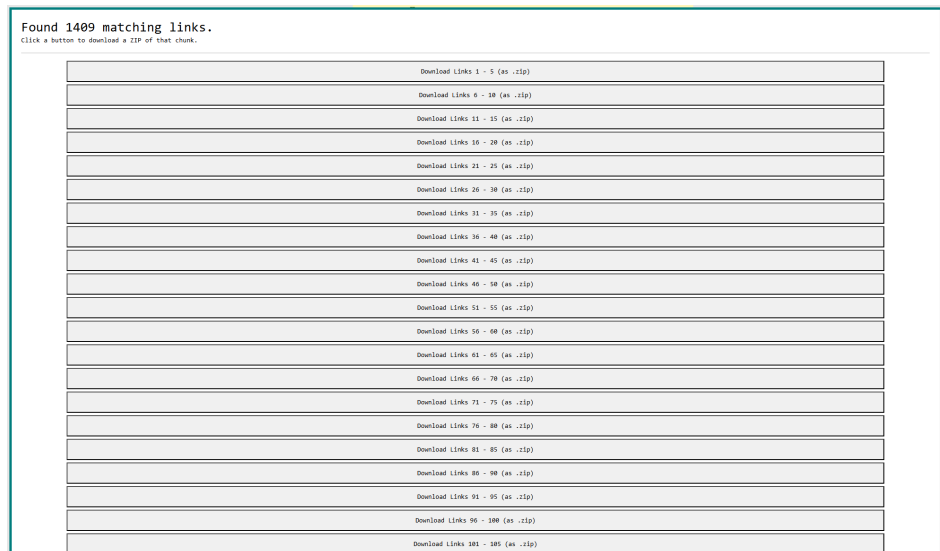 Found 1409 matching links.
Click a button to download a ZIP of that chunk.
Download Links 1 - 5 (as .zip)
Download Links 6 - 10 (as .zip)
Download Links 11 - 15 (as .zip)
Download Links 16 - 20 (as .zip)
Download Links 21 - 25 (as .zip)
Download Links 26 - 30 (as .zip)
Download Links 31 - 35 (as .zip)
Download Links 36 - 40 (as .zip)
Download Links 41 - 45 (as .zip)
Download Links 46 - 50 (as .zip)
Download Links 51 - 55 (as .zip)
Download Links 56 - 60 (as .zip)
Download Links 61 - 65 (as .zip)
Download Links 66 - 70 (as .zip)
Download Links 71 - 75 (as .zip)
Download Links 76 - 80 (as .zip)
Download Links 81 - 85 (as .zip)
Download Links 86 - 90 (as .zip)
Download Links 91 - 95 (as .zip)
Download Links 96 - 100 (as .zip)
Download Links 101 - 105 (as .zip)